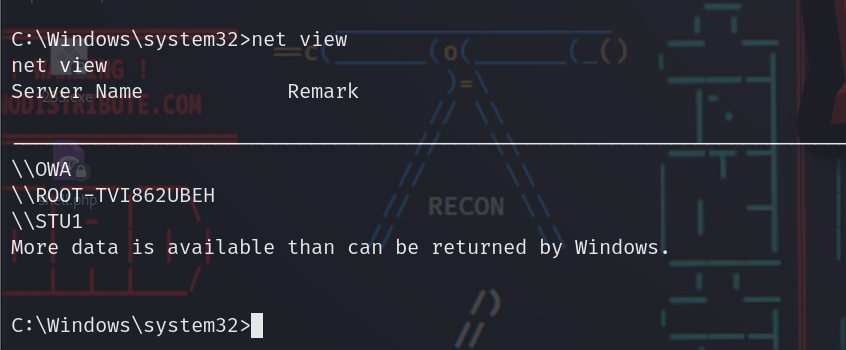 C:\Windows\system32>net view
net view
Server Name             Remark
\\OWA
\\ROOT-TVI862UBEH
\\STU1
More data is available than can be returned by Windows.
C:\Windows\system32>
RECON